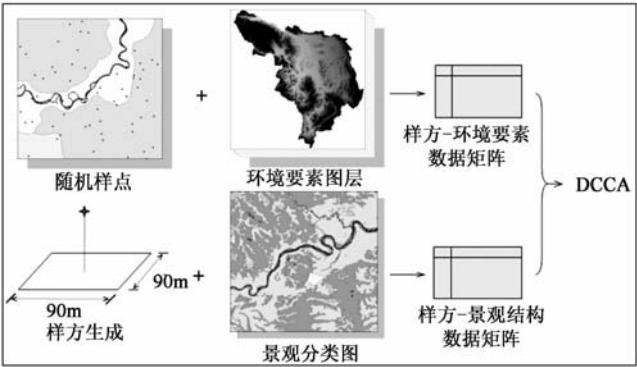 随机样点
+
环境要素图层
样方-环境要素
数据矩阵
DCCA
90m
90m
样方生成
+
景观分类图
样方-景观结构
数据矩阵